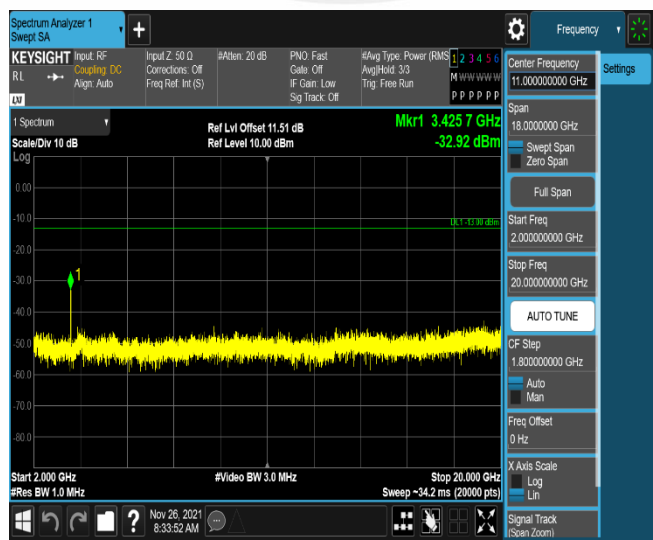 Spectrum Analyzer 1
Swept SA
+
Frequency
KEYSIGHT
RL
LXI
Input: RF
Coupling: DC
Align: Auto
Input Z: 50 Ω
Corrections: Off
Freq Ref: Int (S)
#Atten: 20 dB
PNO: Fast
Gate: Off
IF Gain: Low
Sig Track: Off
#Avg Type: Power (RMS
Avg|Hold: 3/3
Trig: Free Run
1 2 3 4 5 6
M W W W W W
P P P P P P
1 Spectrum
Scale/Div 10 dB
Ref Lvl Offset 11.51 dB
Ref Level 10.00 dBm
Mkr1 3.425 7 GHz
-32.92 dBm
Log
0.00
-10.0
DL1 -13.00 dBm
-20.0
-30.0
1
-40.0
-50.0
-60.0
-70.0
-80.0
Start 2.000 GHz
#Video BW 3.0 MHz
Stop 20.000 GHz
#Res BW 1.0 MHz
Sweep ~34.2 ms (20000 pts)
?
Nov 26, 2021
8:33:52 AM
Center Frequency
11.000000000 GHz
Settings
Span
18.0000000 GHz
Swept Span
Zero Span
Full Span
Start Freq
2.000000000 GHz
Stop Freq
20.000000000 GHz
AUTO TUNE
CF Step
1.800000000 GHz
Auto
Man
Freq Offset
0 Hz
X Axis Scale
Log
Lin
Signal Track
(Span Zoom)